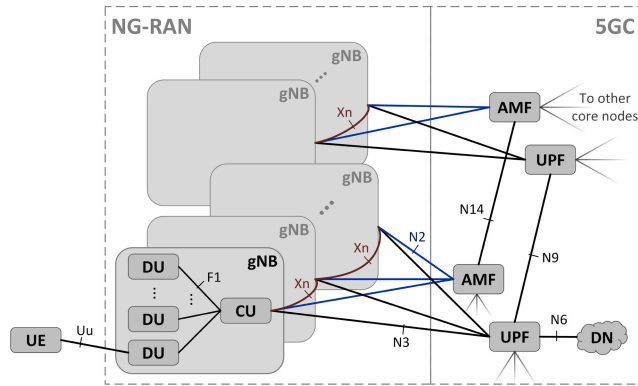 NG-RAN
5GC
gNB
gNB
Xn
AMF
To other
core nodes
UPF
gNB
N14
gNB
N2
N9
Xn
gNB
DU
F1
Xn
AMF
DU
CU
N6
Uu
UE
DU
N3
UPF
DN